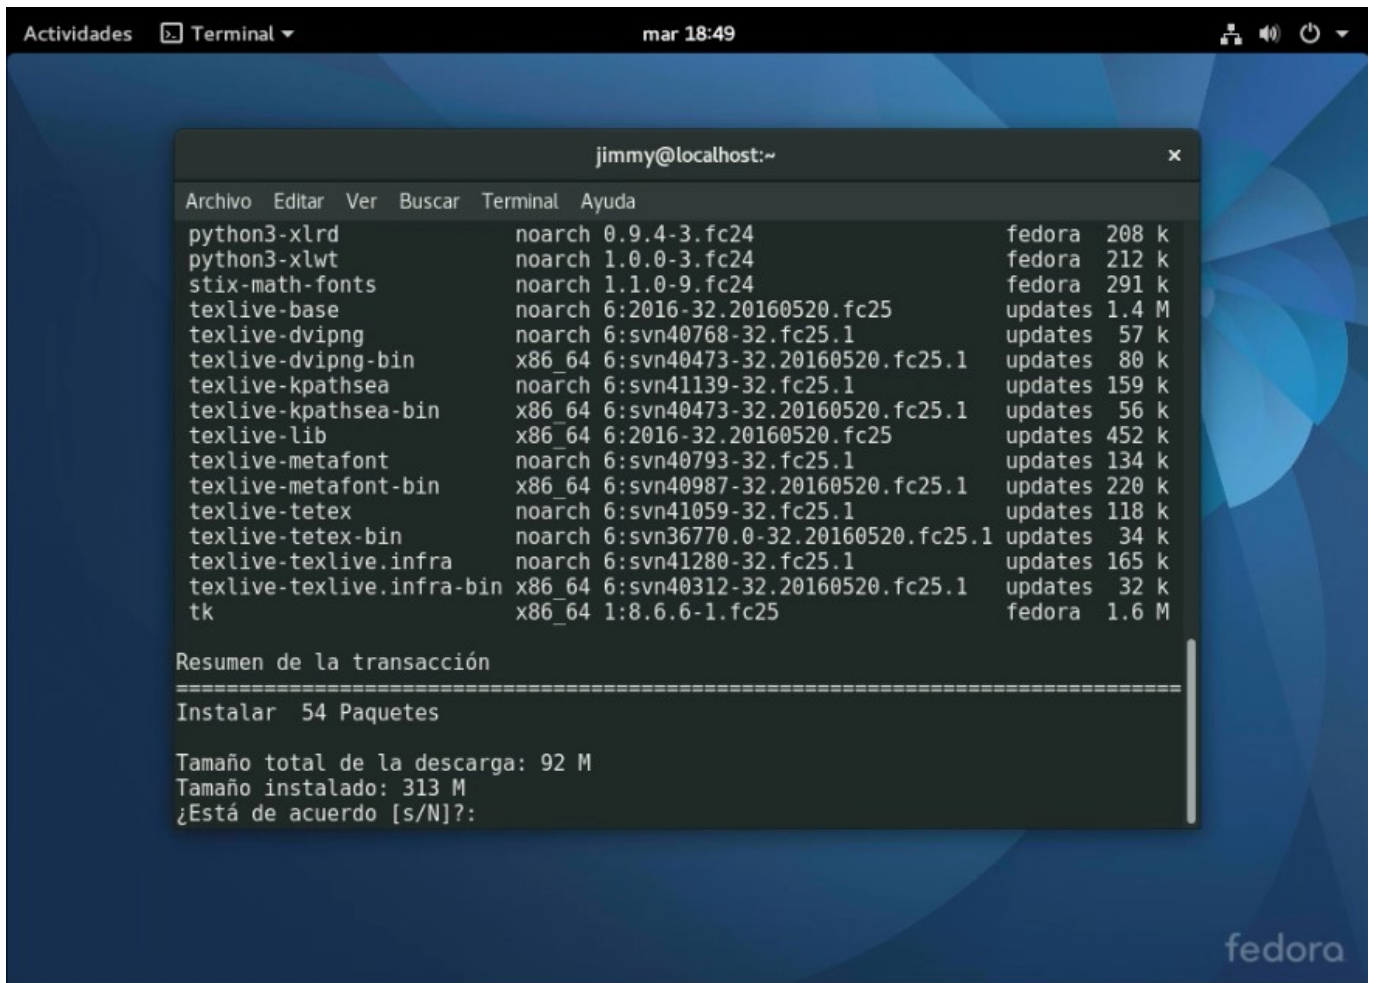 Actividades Terminal mar 18:49
jimmy@localhost:~ ×
Archivo Editar Ver Buscar Terminal Ayuda
python3-xlrd noarch 0.9.4-3.fc24 fedora 208 k
python3-xlwt noarch 1.0.0-3.fc24 fedora 212 k
stix-math-fonts noarch 1.1.0-9.fc24 fedora 291 k
texlive-base noarch 6:2016-32.20160520.fc25 updates 1.4 M
texlive-dvipng noarch 6:svn40768-32.fc25.1 updates 57 k
texlive-dvipng-bin x86_64 6:svn40473-32.20160520.fc25.1 updates 80 k
texlive-kpathsea noarch 6:svn41139-32.fc25.1 updates 159 k
texlive-kpathsea-bin x86_64 6:svn40473-32.20160520.fc25.1 updates 56 k
texlive-lib x86_64 6:2016-32.20160520.fc25 updates 452 k
texlive-metafont noarch 6:svn40793-32.fc25.1 updates 134 k
texlive-metafont-bin x86_64 6:svn40987-32.20160520.fc25.1 updates 220 k
texlive-tetex noarch 6:svn41059-32.fc25.1 updates 118 k
texlive-tetex-bin noarch 6:svn36770.0-32.20160520.fc25.1 updates 34 k
texlive-texlive.infra noarch 6:svn41280-32.fc25.1 updates 165 k
texlive-texlive.infra-bin x86_64 6:svn40312-32.20160520.fc25.1 updates 32 k
tk x86_64 1:8.6.6-1.fc25 fedora 1.6 M
Resumen de la transacción
================================================================================
Instalar 54 Paquetes
Tamaño total de la descarga: 92 M
Tamaño instalado: 313 M
¿Está de acuerdo [s/N]?:
fedora